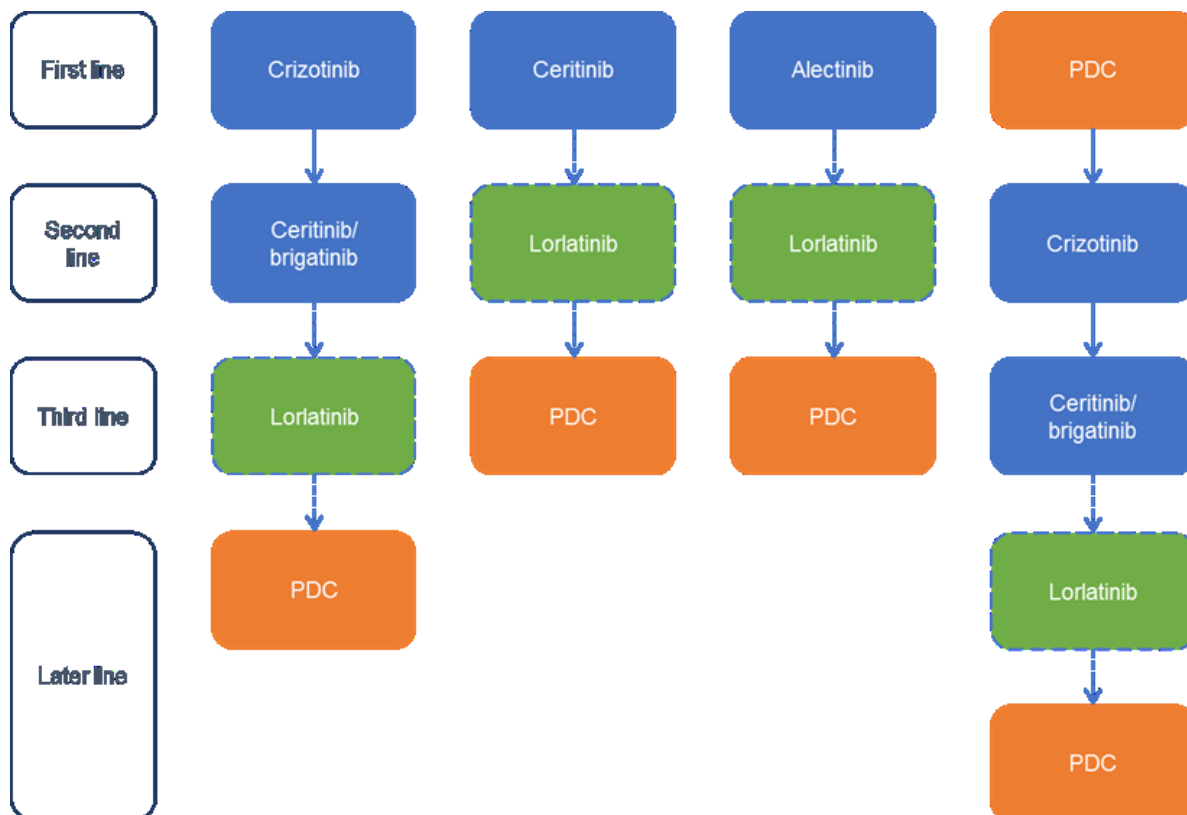 First line
Crizotinib
Ceritinib
Alectinib
PDC
Second
line
Ceritinib/
brigatinib
Lorlatinib
Lorlatinib
Crizotinib
Third line
Lorlatinib
PDC
PDC
Ceritinib/
brigatinib
Later line
PDC
Lorlatinib
PDC